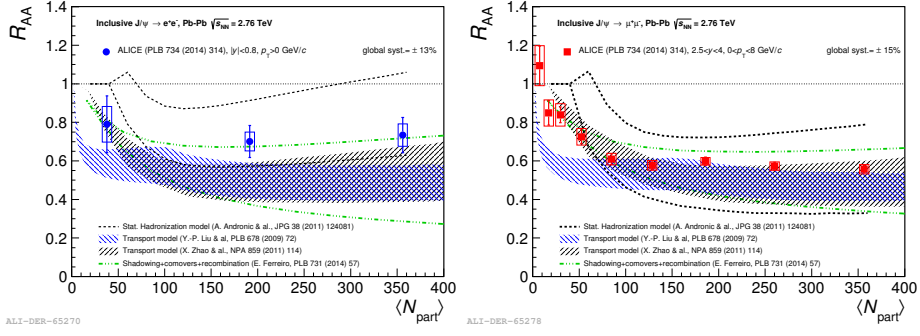 Inclusive J/ψ → e⁺e⁻, Pb-Pb √sNN = 2.76 TeV
ALICE (PLB 734 (2014) 314), |y|<0.8, pT>0 GeV/c global syst.= ± 13%
RAA
1.4
1.2
1
0.8
0.6
0.4
0.2
0
Stat. Hadronization model (A. Andronic & al., JPG 38 (2011) 124081)
Transport model (Y.-P. Liu & al, PLB 678 (2009) 72)
Transport model (X. Zhao & al., NPA 859 (2011) 114)
Shadowing+comovers+recombination (E. Ferreiro, PLB 731 (2014) 57)
0 50 100 150 200 250 300 350 400
⟨Npart⟩
ALI-DER-65270
Inclusive J/ψ → μ⁺μ⁻, Pb-Pb √sNN = 2.76 TeV
ALICE (PLB 734 (2014) 314), 2.5<y<4, 0<pT<8 GeV/c global syst.= ± 15%
RAA
1.4
1.2
1
0.8
0.6
0.4
0.2
0
Stat. Hadronization model (A. Andronic & al., JPG 38 (2011) 124081)
Transport model (Y.-P. Liu & al, PLB 678 (2009) 72)
Transport model (X. Zhao & al., NPA 859 (2011) 114)
Shadowing+comovers+recombination (E. Ferreiro, PLB 731 (2014) 57)
0 50 100 150 200 250 300 350 400
⟨Npart⟩
ALI-DER-65278